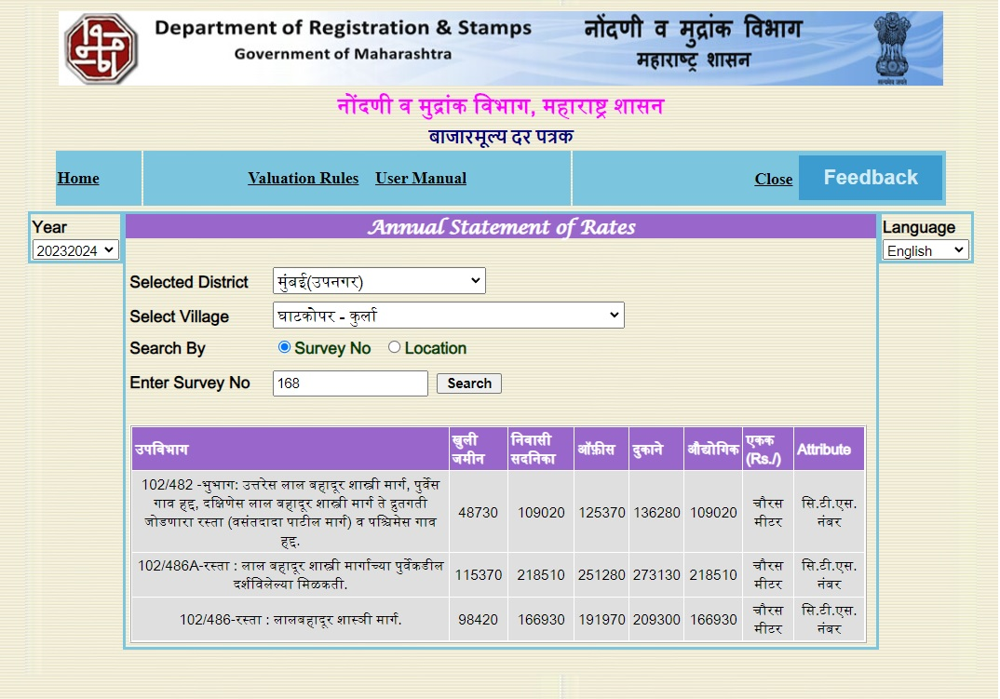 Department of Registration & Stamps
Government of Maharashtra
नोंदणी व मुद्रांक विभाग
महाराष्ट्र शासन
नोंदणी व मुद्रांक विभाग, महाराष्ट्र शासन
बाजारमूल्य दर पत्रक
Home Valuation Rules User Manual Close Feedback
Year
20232024
Annual Statement of Rates
Language
English
Selected District मुंबई(उपनगर)
Select Village घाटकोपर - कुर्ला
Search By Survey No Location
Enter Survey No 168 Search
उपविभाग खुली जमीन निवासी सदनिका ऑफ़ीस दुकाने औद्योगिक एकक (Rs./) Attribute
102/482 -भुभाग: उत्तरेस लाल बहादूर शास्त्री मार्ग, पुर्वेस
गाव हद्द, दक्षिणेस लाल बहादूर शास्त्री मार्ग ते द्रुतगती
जोडणारा रस्ता (वसंतदादा पाटील मार्ग) व पश्चिमेस गाव
हद्द.
48730 109020 125370 136280 109020 चौरस मीटर सि.टी.एस. नंबर
102/486A-रस्ता : लाल बहादूर शास्त्री मार्गाच्या पुर्वेकडील
दर्शविलेल्या मिळकती.
115370 218510 251280 273130 218510 चौरस मीटर सि.टी.एस. नंबर
102/486-रस्ता : लालबहादूर शास्त्री मार्ग.
98420 166930 191970 209300 166930 चौरस मीटर सि.टी.एस. नंबर